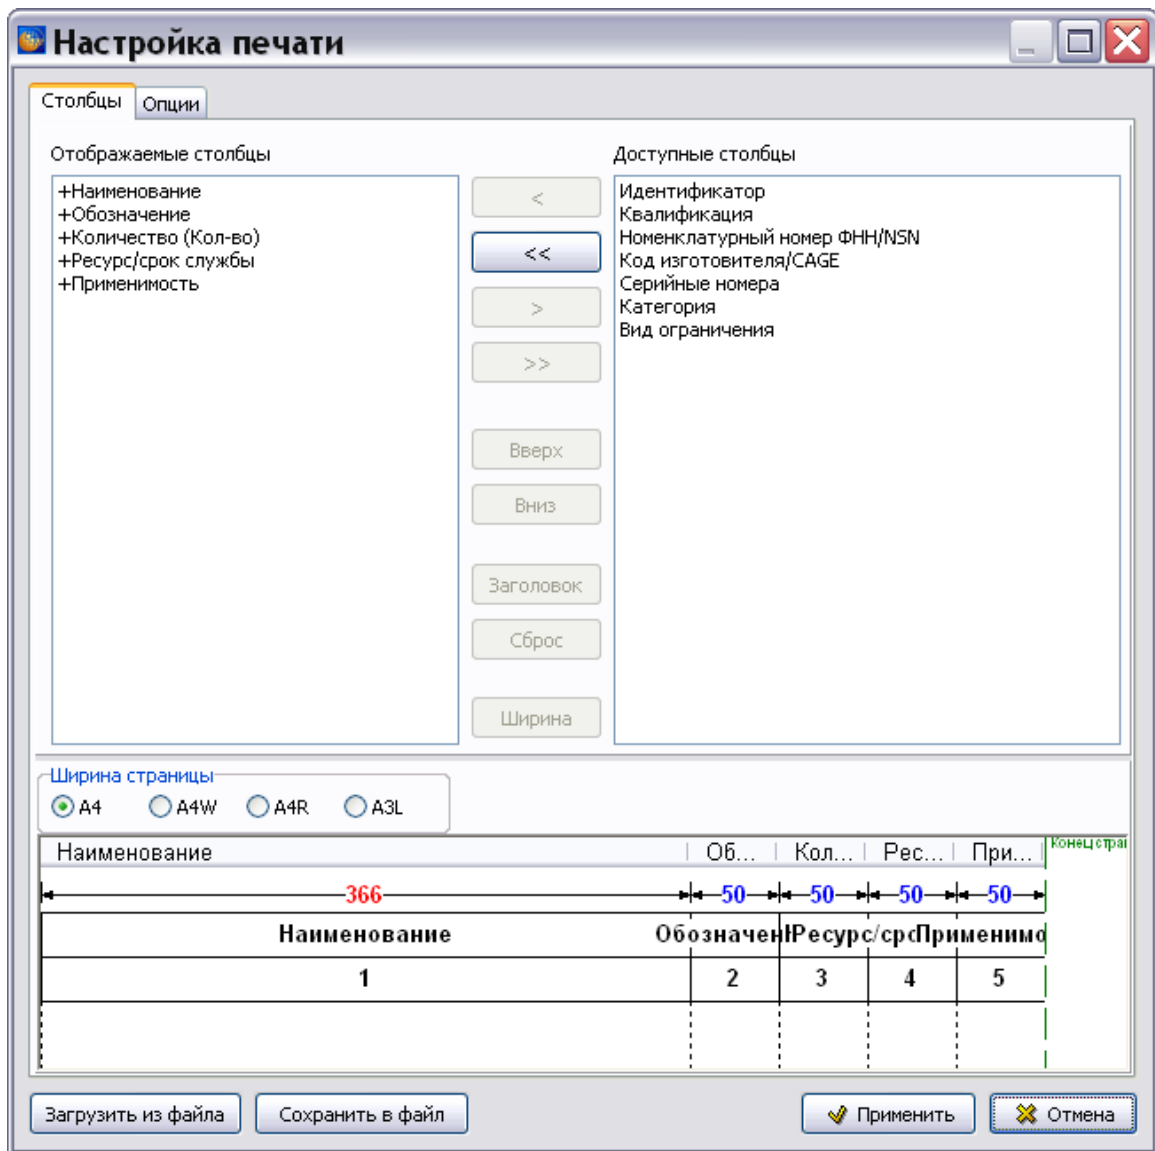 Настройка печати
Столбцы
Опции
Отображаемые столбцы
Доступные столбцы
+Наименование
+Обозначение
+Количество (Кол-во)
+Ресурс/срок службы
+Применимость
<
<<
>
>>
Вверх
Вниз
Заголовок
Сброс
Ширина
Идентификатор
Квалификация
Номенклатурный номер ФНН/NSN
Код изготовителя/CAGE
Серийные номера
Категория
Вид ограничения
Ширина страницы
A4 A4W A4R A3L
Наименование Об... Кол... Рес... При... Конец стра
366 50 50 50 50
Наименование Обозначен Ресурс/сро Применимо
1 2 3 4 5
Загрузить из файла Сохранить в файл Применить Отмена